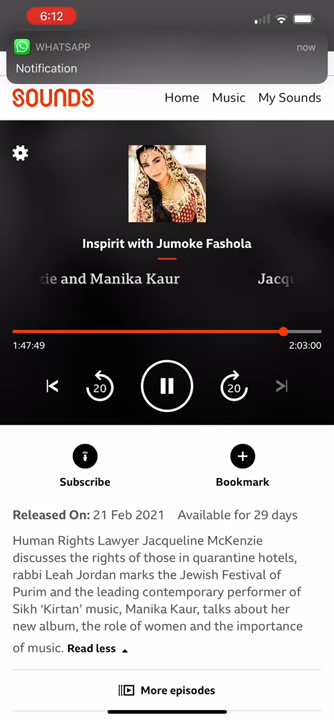 6:12
WHATSAPP now
Notification
SOUNDS Home Music My Sounds
Inspirit with Jumoke Fashola
zie and Manika Kaur Jacqu
1:47:49 2:03:00
20 20
Subscribe Bookmark
Released On: 21 Feb 2021 Available for 29 days
Human Rights Lawyer Jacqueline McKenzie
discusses the rights of those in quarantine hotels,
rabbi Leah Jordan marks the Jewish Festival of
Purim and the leading contemporary performer of
Sikh ‘Kirtan’ music, Manika Kaur, talks about her
new album, the role of women and the importance
of music. Read less
More episodes